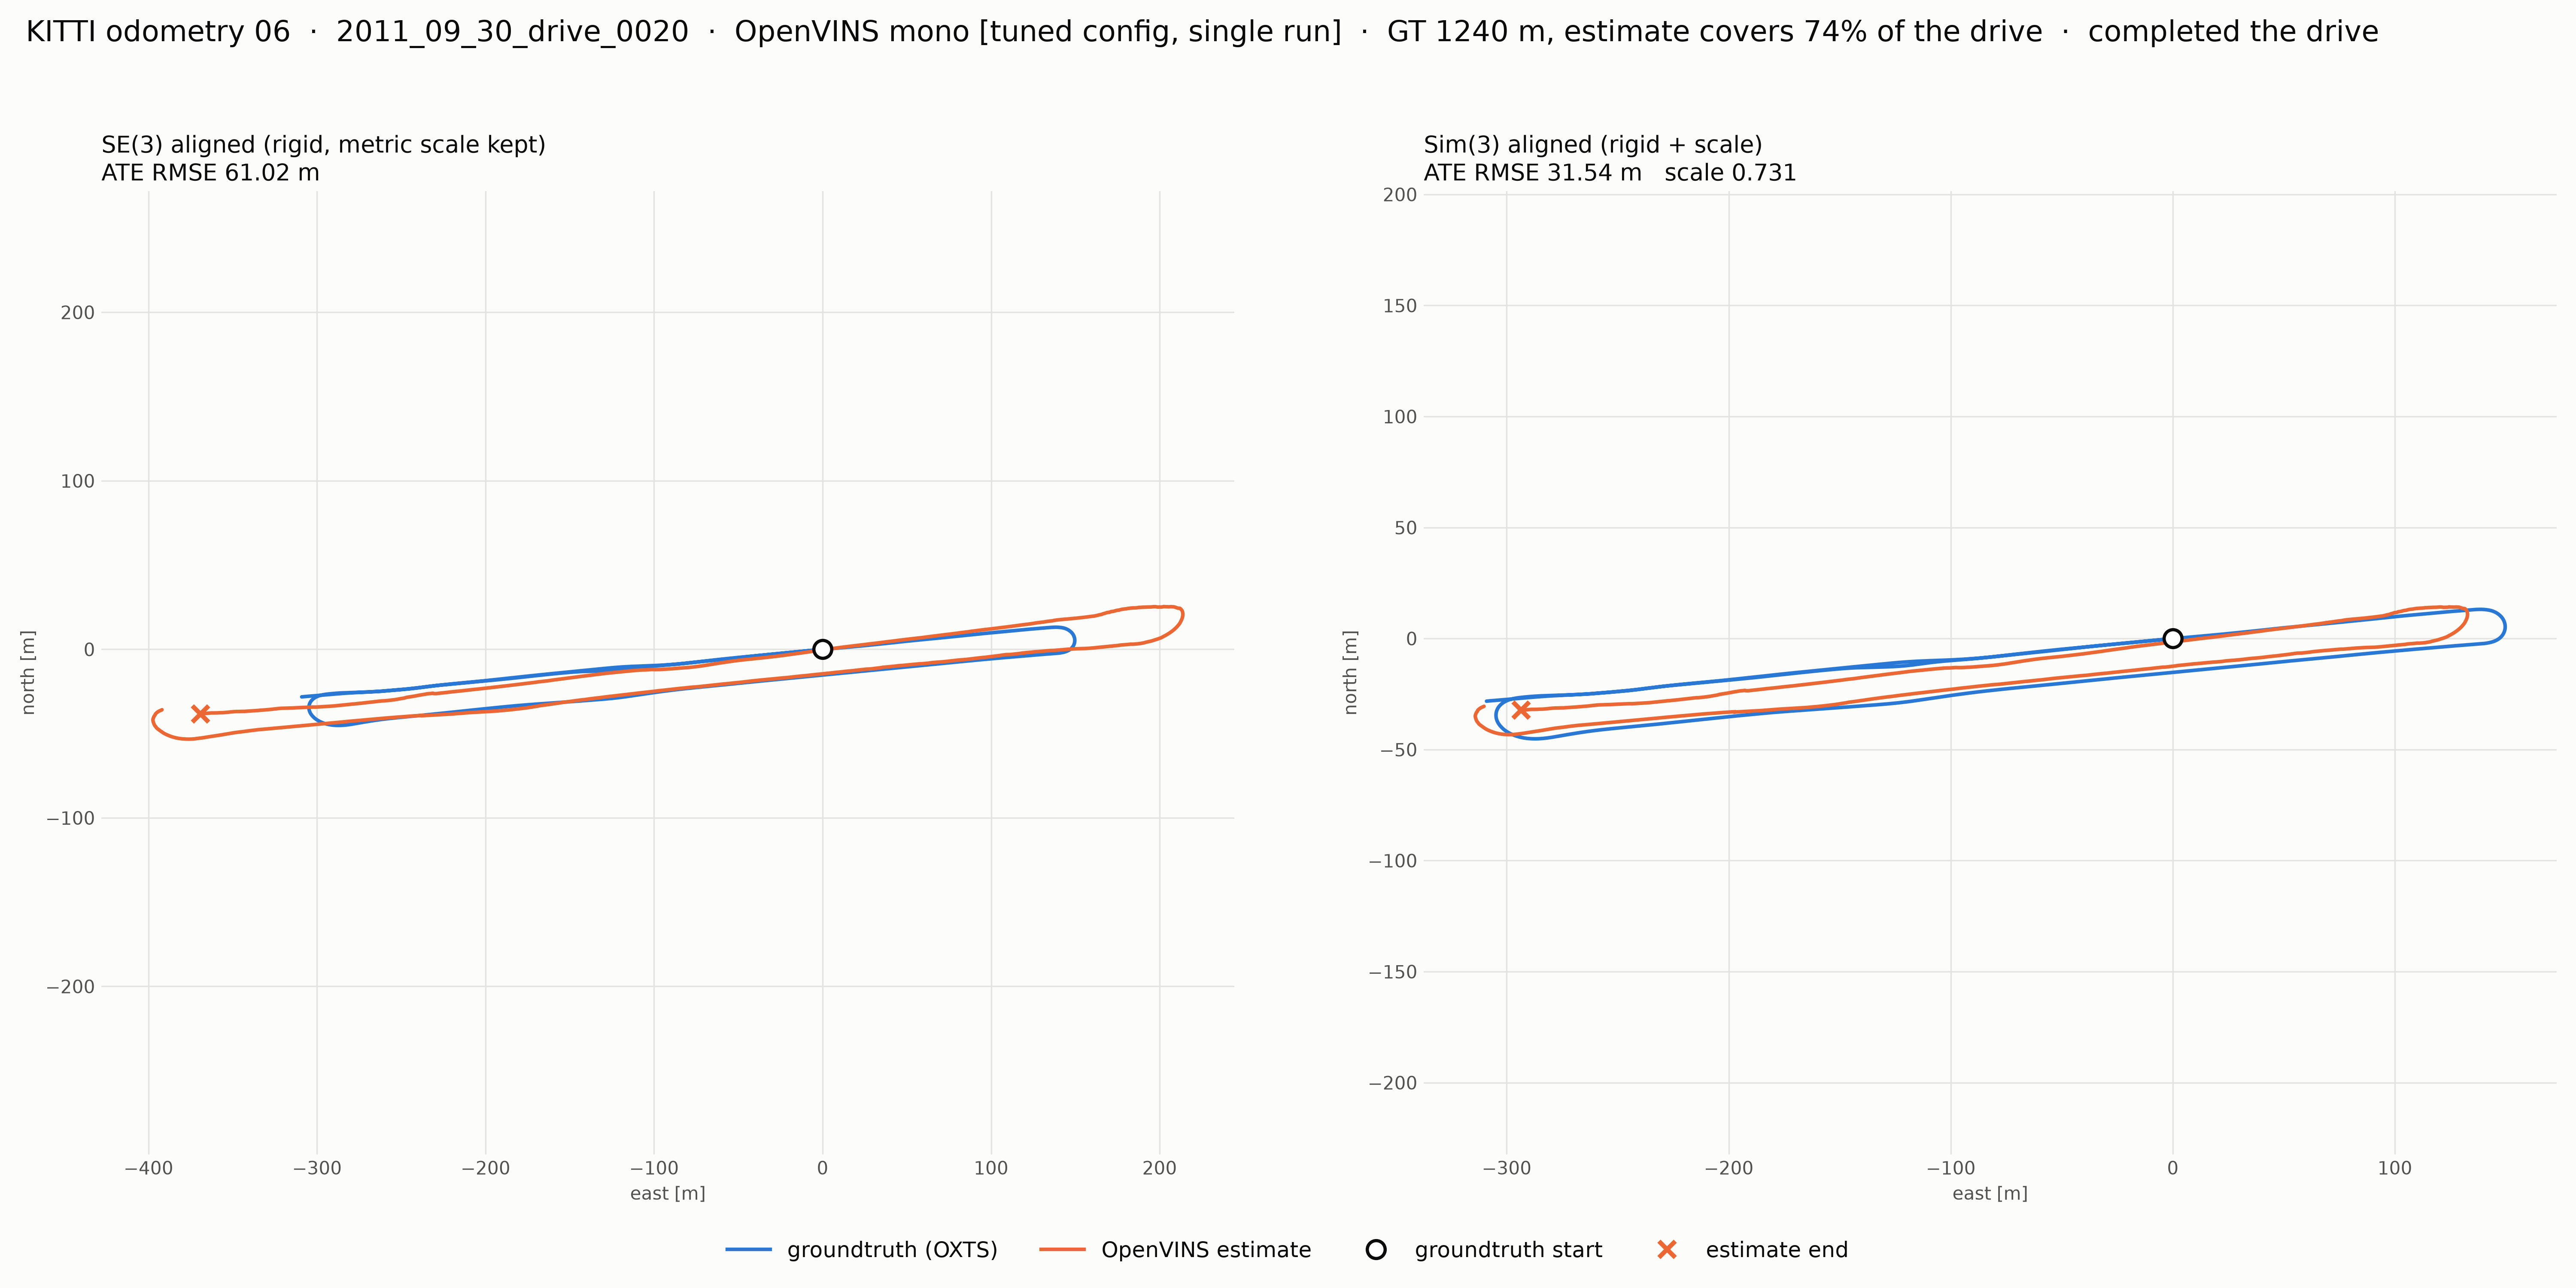 KITTI odometry 06 · 2011_09_30_drive_0020 · OpenVINS mono [tuned config, single run] · GT 1240 m, estimate covers 74% of the drive · completed the drive
SE(3) aligned (rigid, metric scale kept)
ATE RMSE 61.02 m
200
100
0
−100
−200
north [m]
−400
−300
−200
−100
0
100
200
east [m]
Sim(3) aligned (rigid + scale)
ATE RMSE 31.54 m scale 0.731
200
150
100
50
0
−50
−100
−150
−200
north [m]
−300
−200
−100
0
100
east [m]
groundtruth (OXTS)
OpenVINS estimate
groundtruth start
estimate end